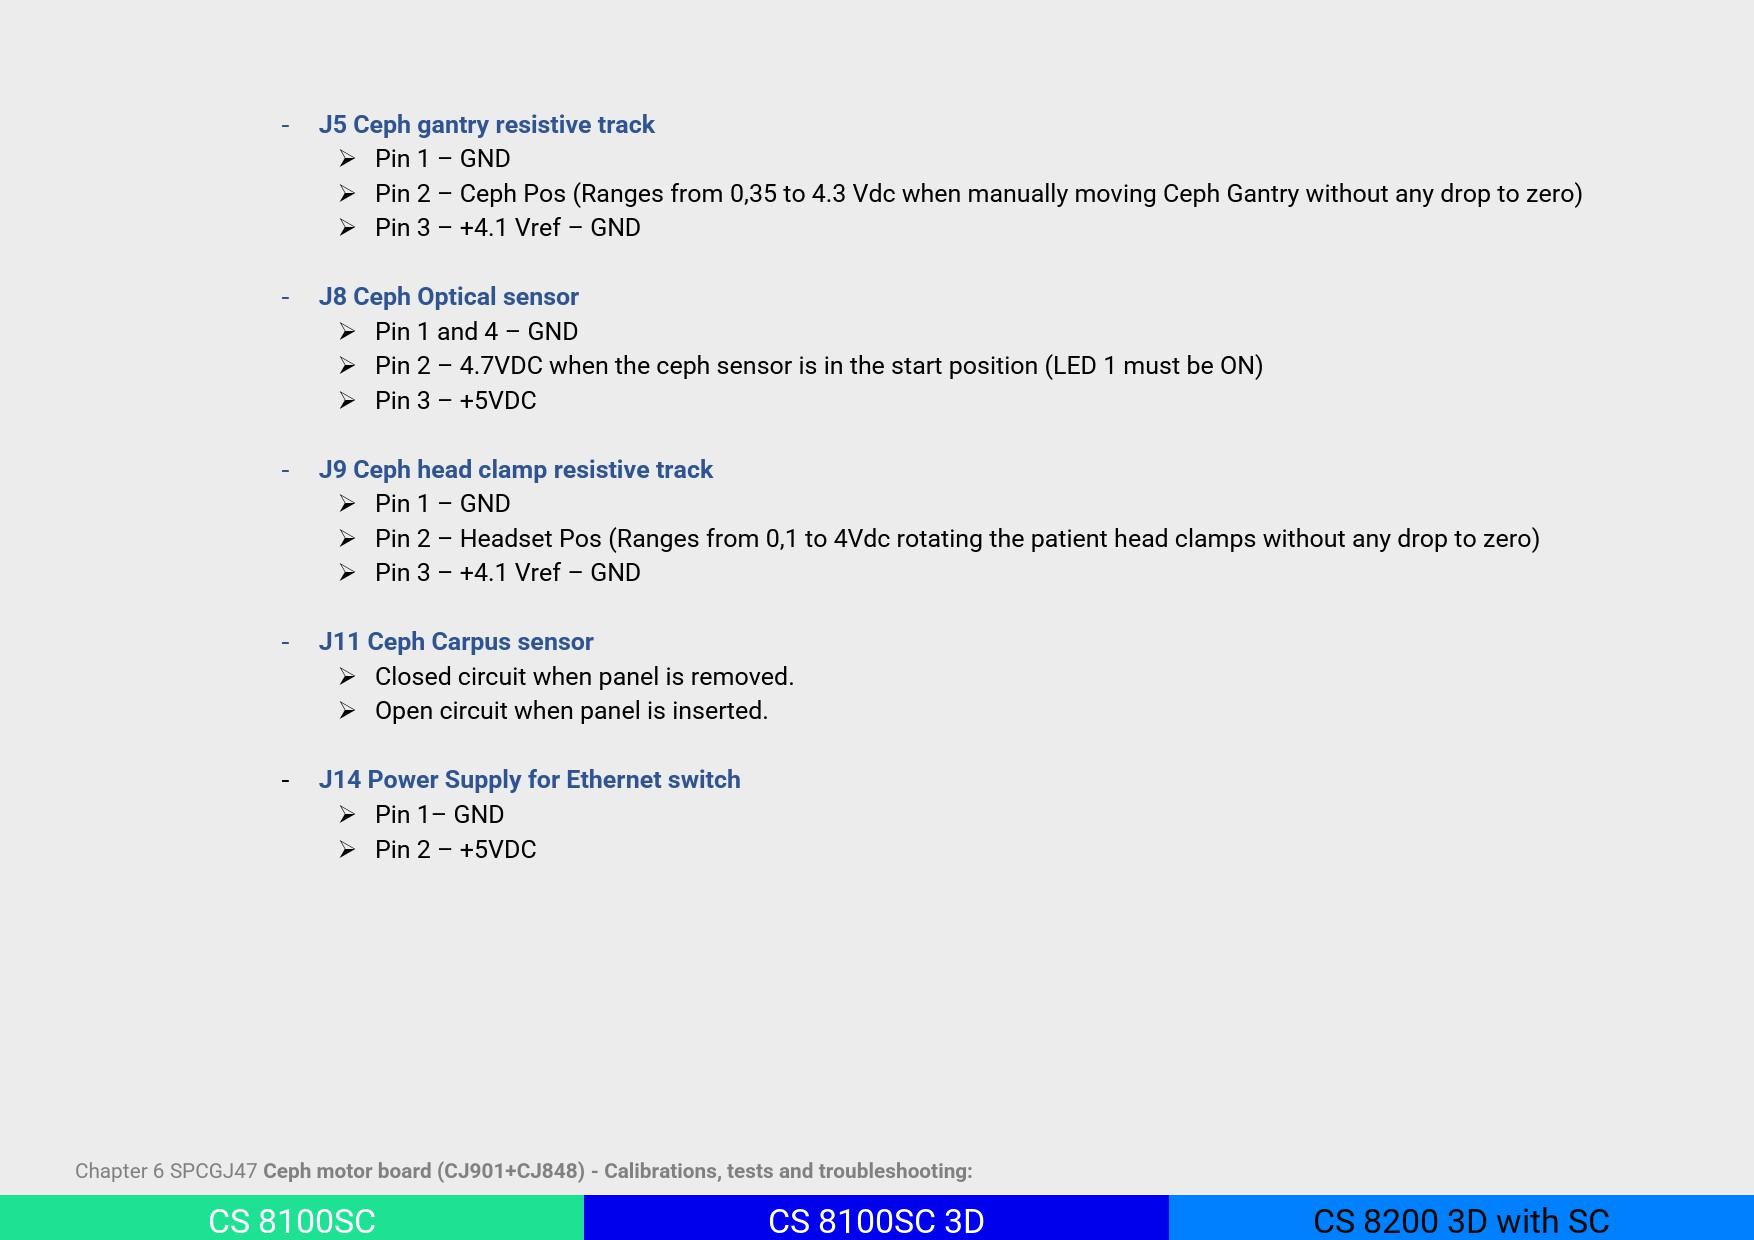 - J5 Ceph gantry resistive track
➢ Pin 1 – GND
➢ Pin 2 – Ceph Pos (Ranges from 0,35 to 4.3 Vdc when manually moving Ceph Gantry without any drop to zero)
➢ Pin 3 – +4.1 Vref – GND
- J8 Ceph Optical sensor
➢ Pin 1 and 4 – GND
➢ Pin 2 – 4.7VDC when the ceph sensor is in the start position (LED 1 must be ON)
➢ Pin 3 – +5VDC
- J9 Ceph head clamp resistive track
➢ Pin 1 – GND
➢ Pin 2 – Headset Pos (Ranges from 0,1 to 4Vdc rotating the patient head clamps without any drop to zero)
➢ Pin 3 – +4.1 Vref – GND
- J11 Ceph Carpus sensor
➢ Closed circuit when panel is removed.
➢ Open circuit when panel is inserted.
- J14 Power Supply for Ethernet switch
➢ Pin 1– GND
➢ Pin 2 – +5VDC
Chapter 6 SPCGJ47 Ceph motor board (CJ901+CJ848) - Calibrations, tests and troubleshooting:
CS 8100SC
CS 8100SC 3D
CS 8200 3D with SC